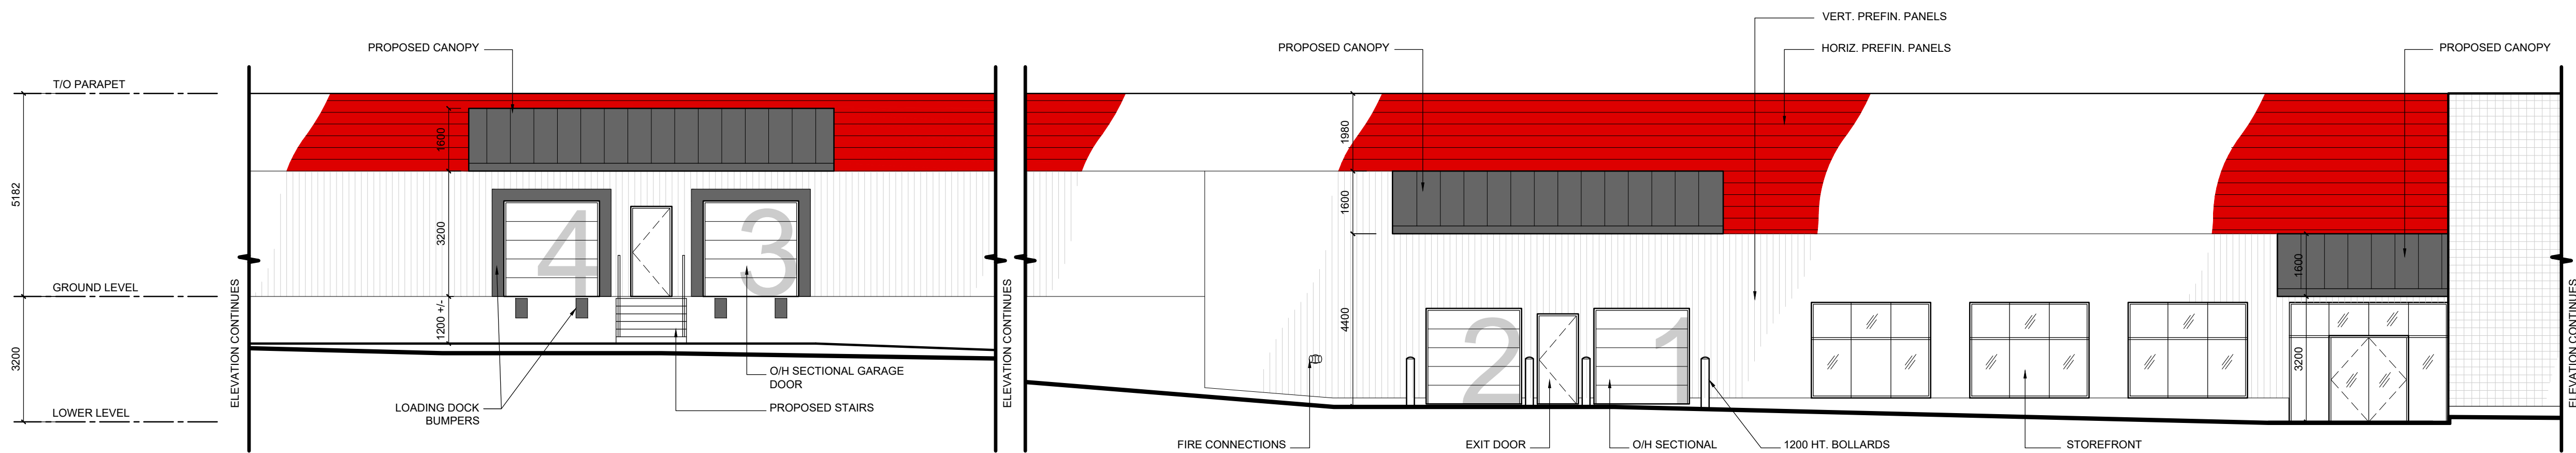 VERT. PREFIN. PANELS
PROPOSED CANOPY
PROPOSED CANOPY
HORIZ. PREFIN. PANELS
PROPOSED CANOPY
T/O PARAPET
1600
1980
5182
3200
1600
4
3
1600
GROUND LEVEL
1200 +/-
4400
2
1
3200
3200
ELEVATION CONTINUES
ELEVATION CONTINUES
ELEVATION CONTINUES
O/H SECTIONAL GARAGE
DOOR
LOADING DOCK
BUMPERS
PROPOSED STAIRS
LOWER LEVEL
FIRE CONNECTIONS
EXIT DOOR
O/H SECTIONAL
1200 HT. BOLLARDS
STOREFRONT